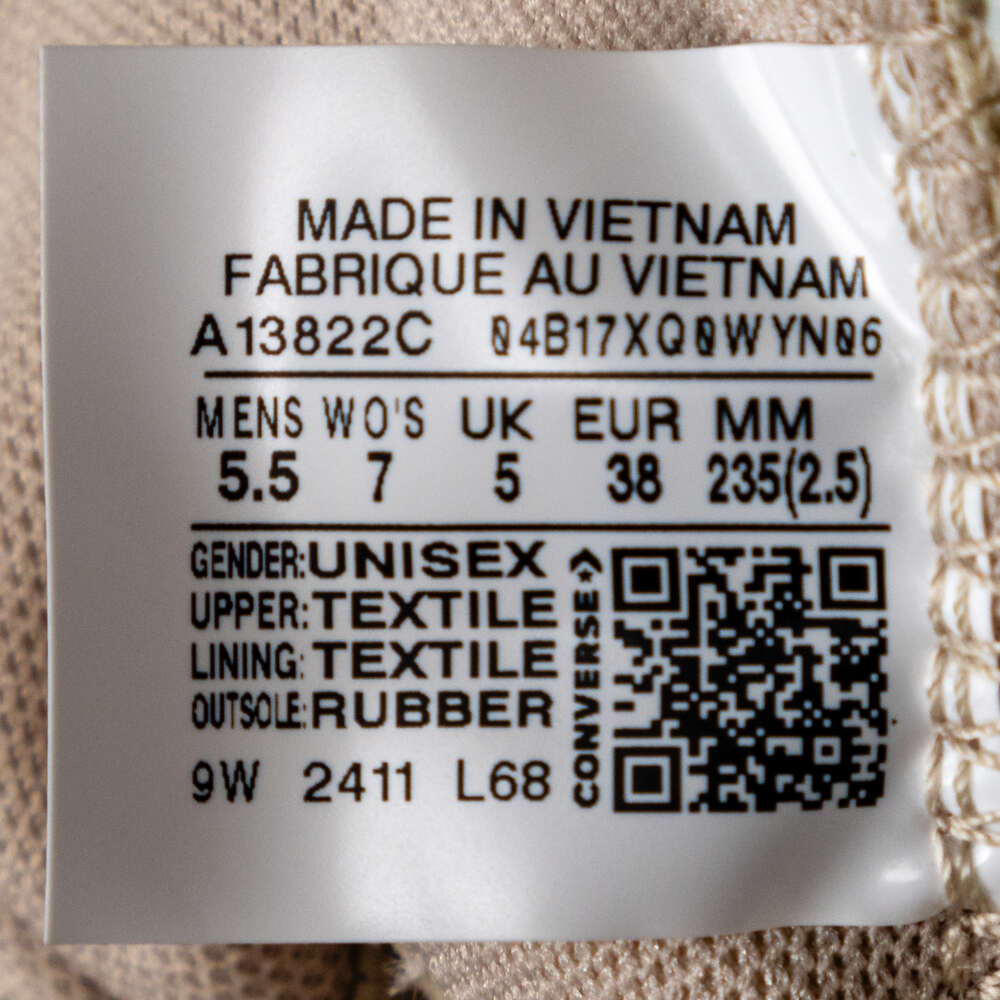 MADE IN VIETNAM
FABRIQUE AU VIETNAM
A13822C 04B17XQ0WYN06
MENS WO'S UK EUR MM
5.5 7 5 38 235(2.5)
GENDER:UNISEX
UPPER:TEXTILE
LINING:TEXTILE
OUTSOLE:RUBBER
9W 2411 L68
CONVERSE